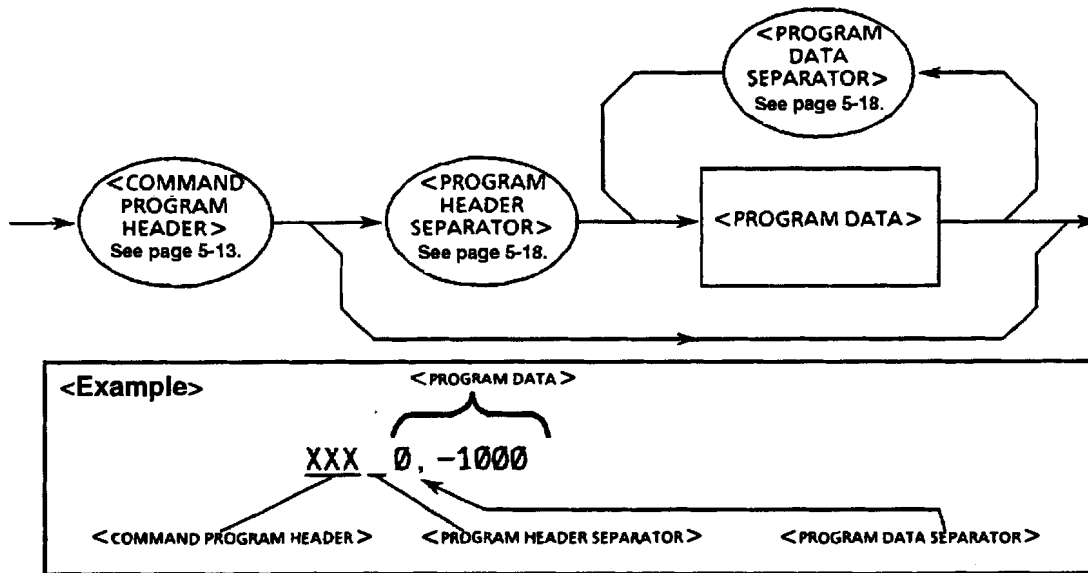 <PROGRAM
DATA
SEPARATOR>
See page 5-18.
<COMMAND
PROGRAM
HEADER>
See page 5-13.
<PROGRAM
HEADER
SEPARATOR>
See page 5-18.
<PROGRAM DATA>
<Example>
<PROGRAM DATA>
XXX _ 0, -1000
<COMMAND PROGRAM HEADER> <PROGRAM HEADER SEPARATOR> <PROGRAM DATA SEPARATOR>